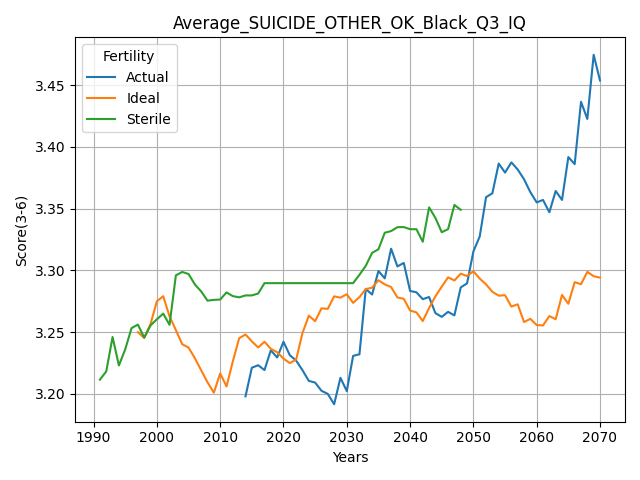 Average_SUICIDE_OTHER_OK_Black_Q3_IQ
Fertility
Actual
Ideal
Sterile
Score(3-6)
3.45
3.40
3.35
3.30
3.25
3.20
1990
2000
2010
2020
2030
2040
2050
2060
2070
Years